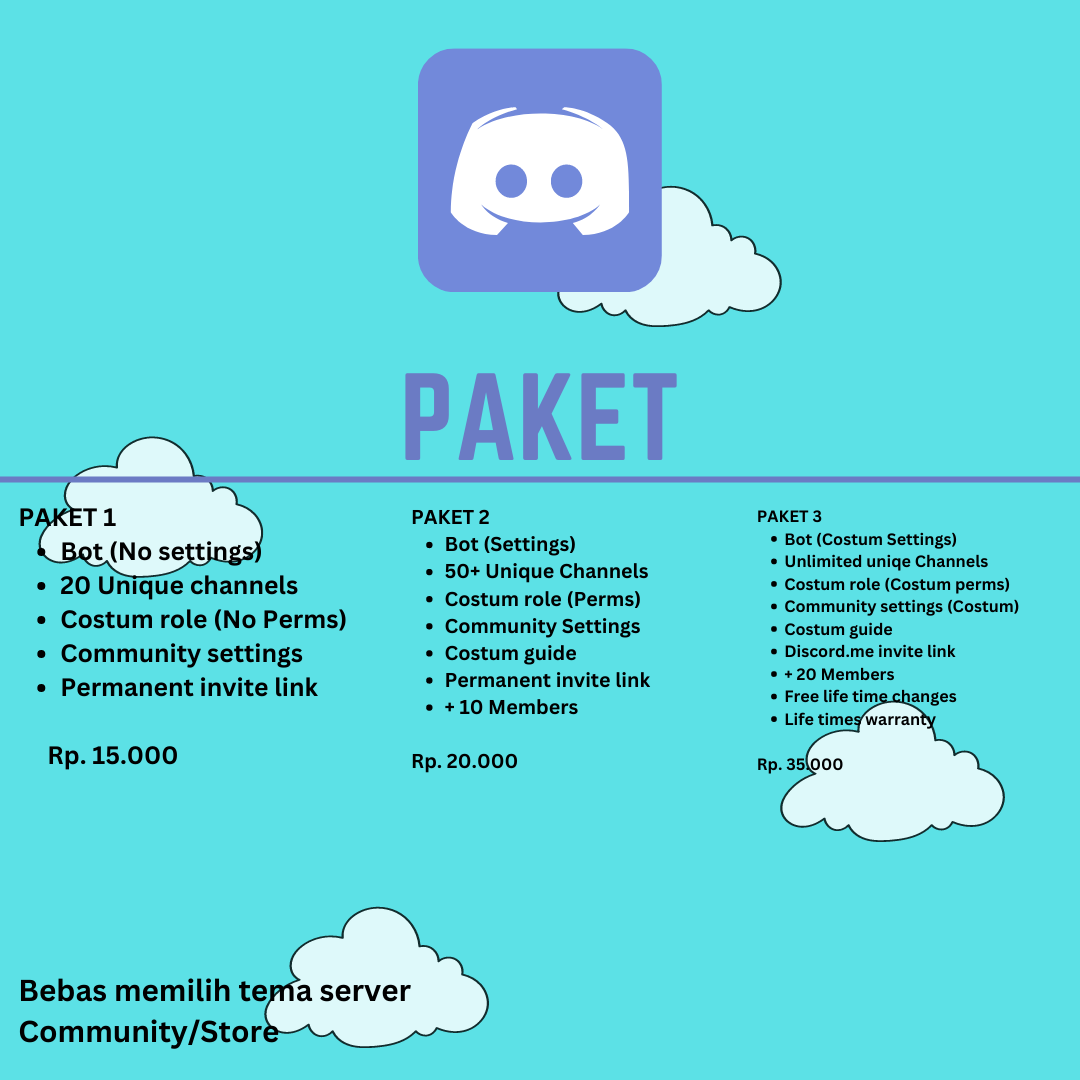 PAKET
PAKET 1
Bot (No settings)
20 Unique channels
Costum role (No Perms)
Community settings
Permanent invite link
Rp. 15.000
PAKET 2
Bot (Settings)
50+ Unique Channels
Costum role (Perms)
Community Settings
Costum guide
Permanent invite link
+ 10 Members
Rp. 20.000
PAKET 3
Bot (Costum Settings)
Unlimited uniqe Channels
Costum role (Costum perms)
Community settings (Costum)
Costum guide
Discord.me invite link
+ 20 Members
Free life time changes
Life times warranty
Rp. 35.000
Bebas memilih tema server
Community/Store